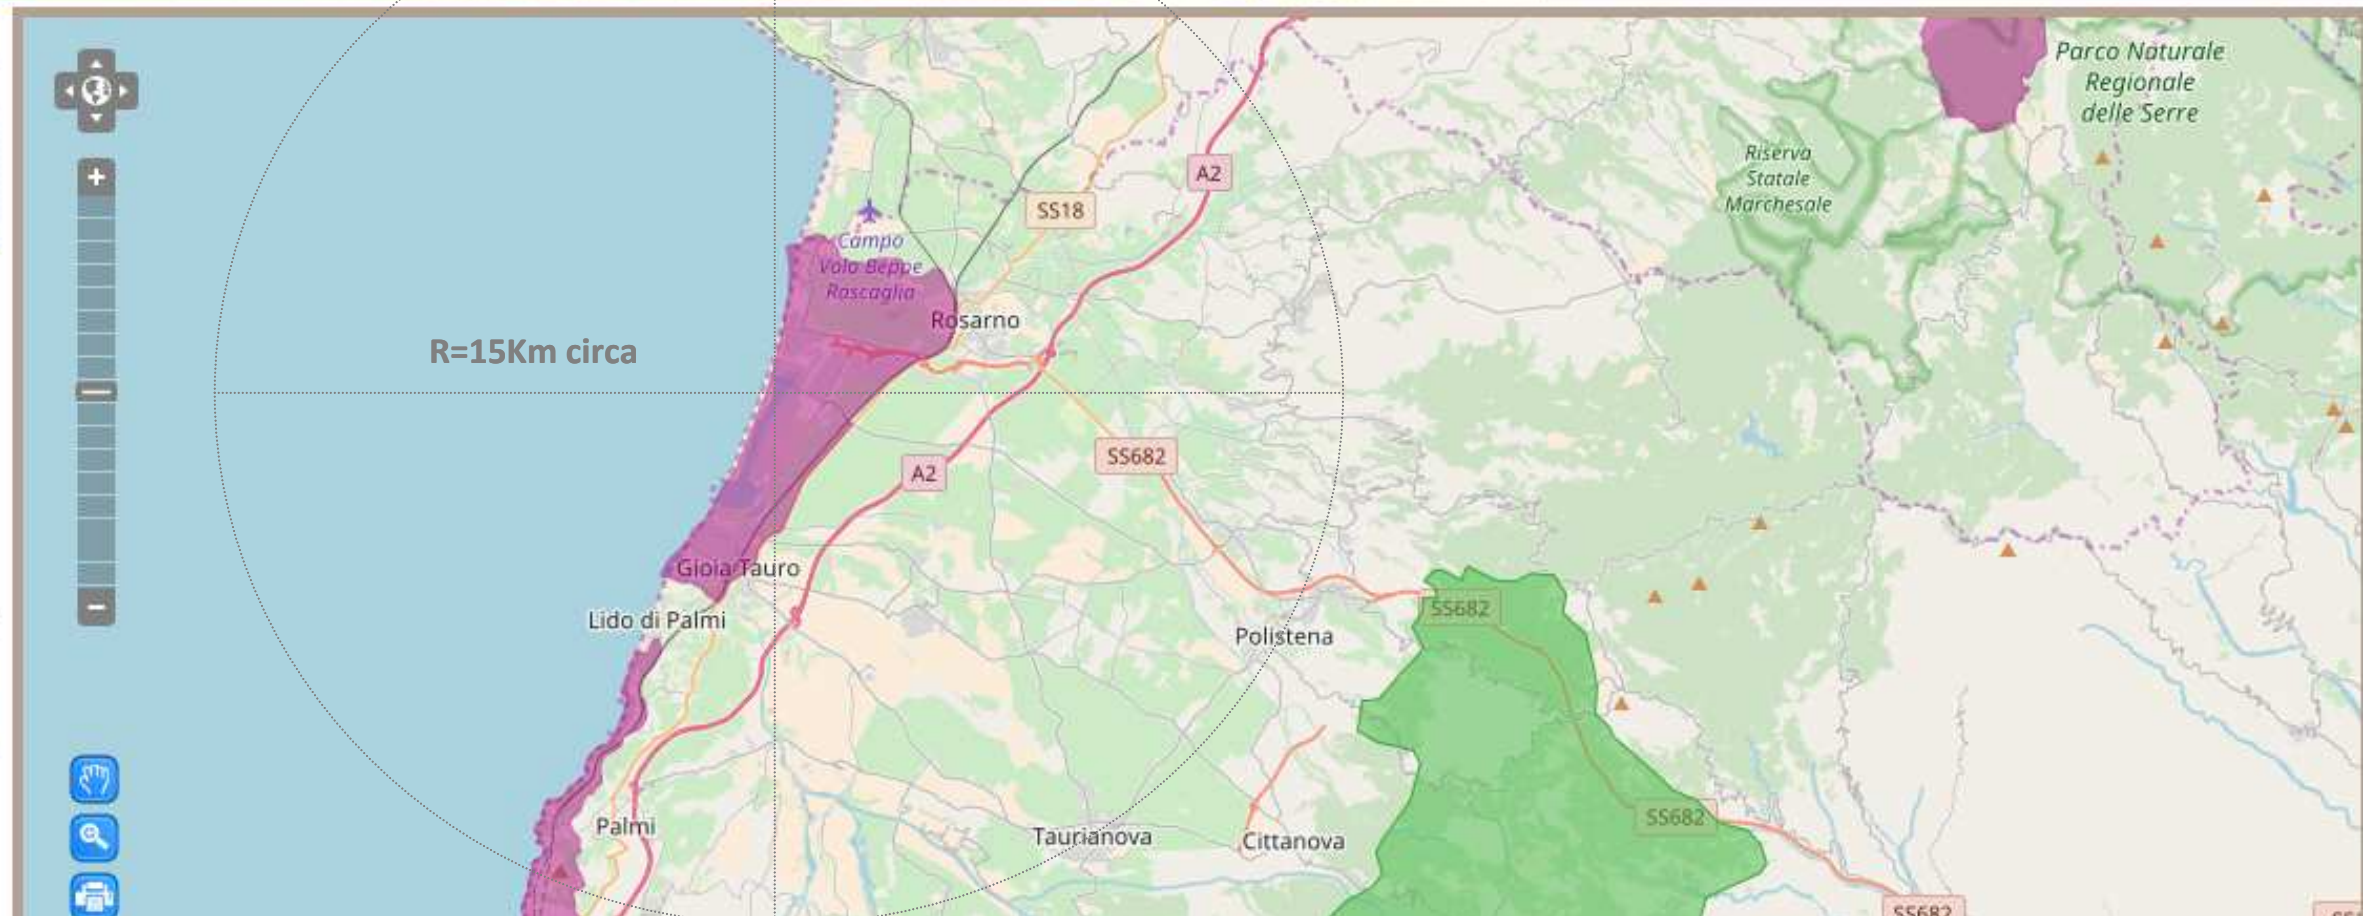 Parco Naturale
Regionale
delle Serre
Riserva
Statale
Marchesale
A2
SS18
Campo
Volo Beppe
Rascaglia
Rosarno
R=15Km circa
SS682
A2
Gioia Tauro
Lido di Palmi
SS682
Polistena
SS682
Palmi
Taurianova
Cittanova
SS682